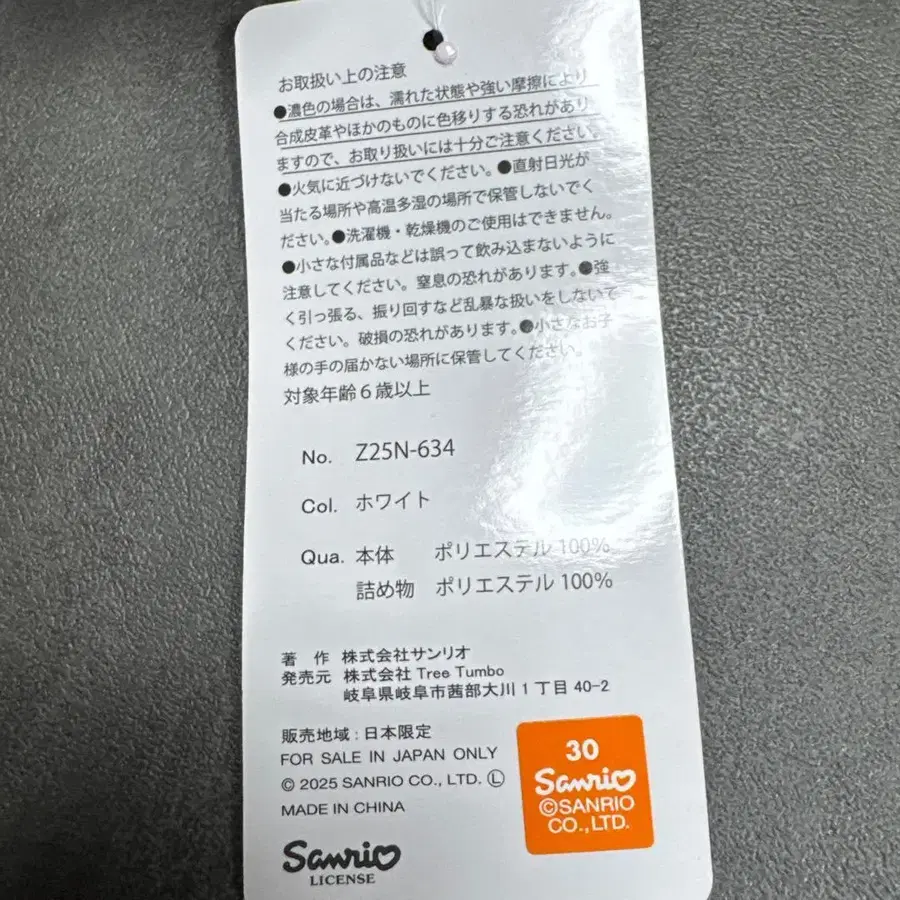 お取扱い上の注意
●濃色の場合は、濡れた状態や強い摩擦により
合成皮革やほかのものに色移りする恐れがあり
ますので、お取り扱いには十分ご注意ください。
●火気に近づけないでください。●直射日光が
当たる場所や高温多湿の場所で保管しないでく
ださい。●洗濯機・乾燥機のご使用はできません。
●小さな付属品などは誤って飲み込まないように
注意してください。窒息の恐れがあります。●強
く引っ張る、振り回すなど乱暴な扱いをしないで
ください。破損の恐れがあります。●小さなお子
様の手の届かない場所に保管してください。
対象年齢6歳以上
No. Z25N-634
Col. ホワイト
Qua. 本体 ポリエステル 100%
詰め物 ポリエステル 100%
著 作 株式会社サンリオ
発売元 株式会社 Tree Tumbo
岐阜県岐阜市茜部大川1丁目40-2
販売地域:日本限定
FOR SALE IN JAPAN ONLY
© 2025 SANRIO CO., LTD. Ⓛ
MADE IN CHINA
Sanrio
LICENSE
30
Sanrio
©SANRIO
CO.,LTD.